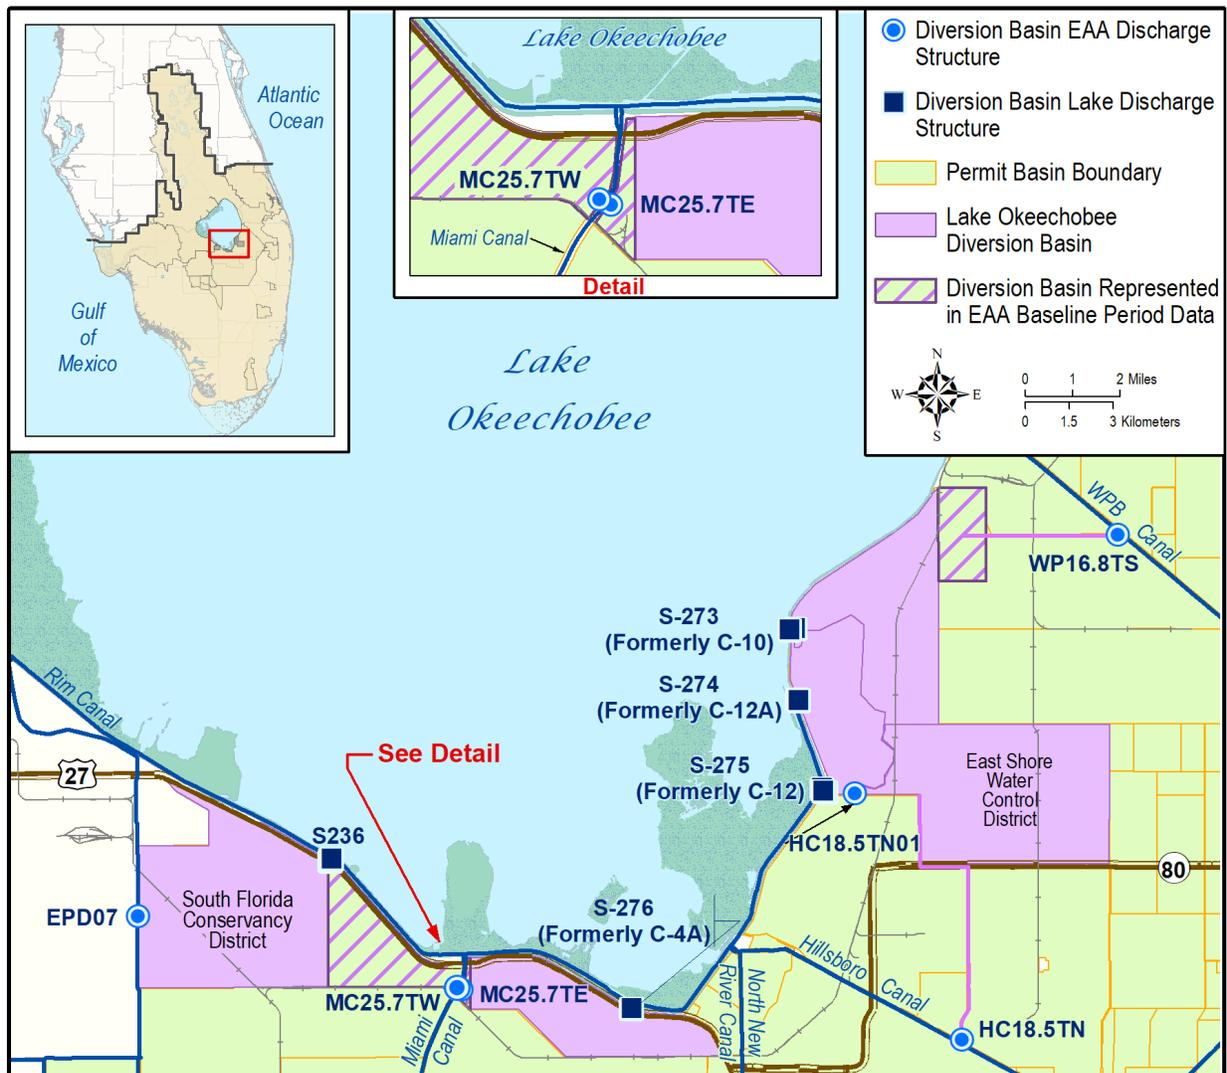 Atlantic
Ocean
Gulf
of
Mexico
Lake Okeechobee
MC25.7TW
MC25.7TE
Miami Canal
Detail
Diversion Basin EAA Discharge
Structure
Diversion Basin Lake Discharge
Structure
Permit Basin Boundary
Lake Okeechobee
Diversion Basin
Diversion Basin Represented
in EAA Baseline Period Data
N
W
E
S
0 1 2 Miles
0 1.5 3 Kilometers
Lake
Okeechobee
WPB
Canal
WP16.8TS
S-273
(Formerly C-10)
S-274
(Formerly C-12A)
Rim Canal
See Detail
27
S-275
(Formerly C-12)
East Shore
Water
Control
District
HC18.5TN01
S236
80
South Florida
Conservancy
District
EPD07
S-276
(Formerly C-4A)
Hillsboro
Canal
MC25.7TW
MC25.7TE
Miami
Canal
North New
River Canal
HC18.5TN